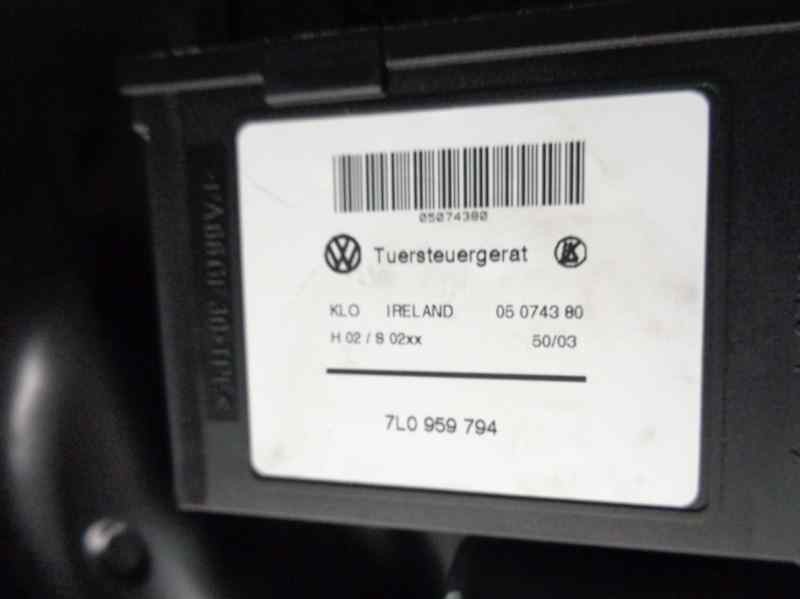 05074380
Tuersteuergerat
KLO IRELAND 05 0743 80
H 02 / S 02xx 50/03
7L0 959 794